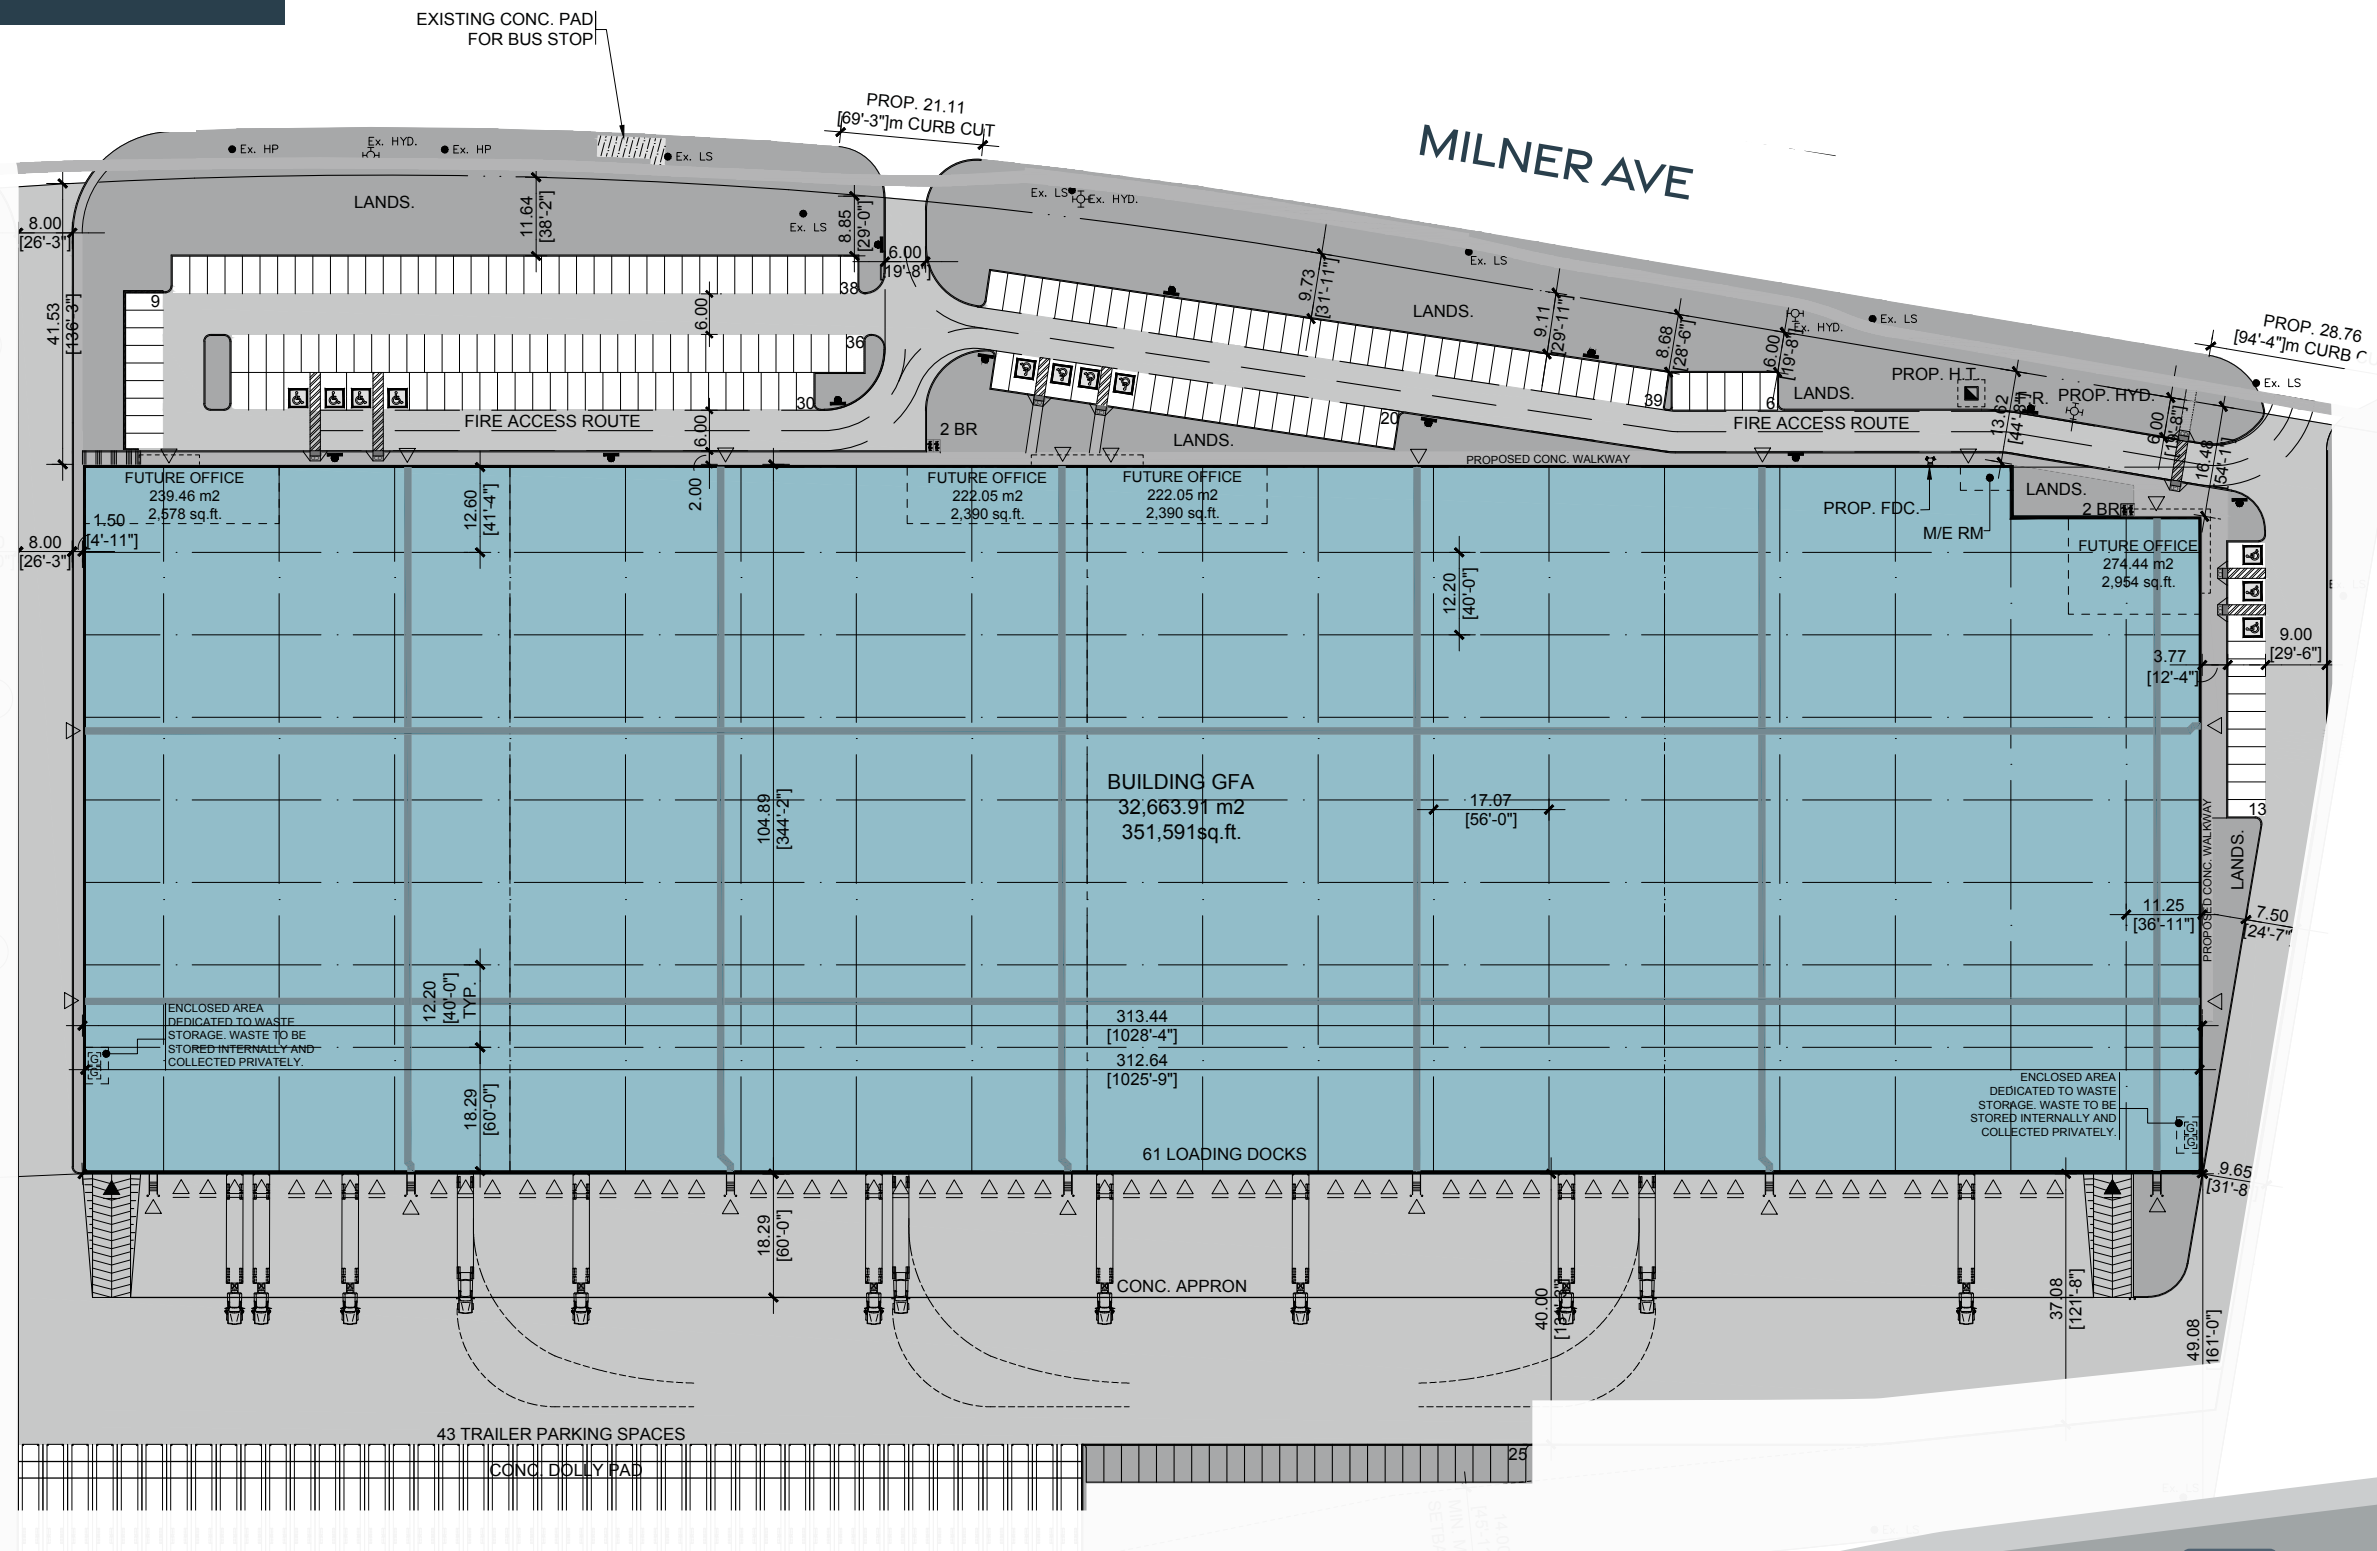 EXISTING CONC. PAD
FOR BUS STOP
PROP. 21.11
[69'-3"]m CURB CUT
MILNER AVE
Ex. HP
Ex. HYD.
Ex. HP
Ex. LS
LANDS.
11.64
[38'-2"]
8.85
[29'-0"]
Ex. LS
Ex. LS
Ex. HYD.
8.00
[26'-3"]
6.00
[19'-8"]
Ex. LS
9.73
[31'-11"]
LANDS.
9.11
[29'-11"]
8.68
[28'-6"]
6.00
[19'-8"]
Ex. HYD.
Ex. LS
PROP. 28.76
[94'-4"]m CURB C
41.53
[136'-3"]
9
38
6.00
36
30
FIRE ACCESS ROUTE
6.00
2 BR
LANDS.
20
39
6
LANDS.
PROP. H.T.
13.62
[44'-8"]
PROP. HYD.
Ex. LS
FIRE ACCESS ROUTE
6.00
[19'-8"]
16.48
[54'-1"]
PROPOSED CONC. WALKWAY
FUTURE OFFICE
239.46 m2
2,578 sq.ft.
12.60
[41'-4"]
2.00
FUTURE OFFICE
222.05 m2
2,390 sq.ft.
FUTURE OFFICE
222.05 m2
2,390 sq.ft.
PROP. FDC.
M/E RM
LANDS.
2 BR
1.50
[4'-11"]
8.00
[26'-3"]
12.20
[40'-0"]
FUTURE OFFICE
274.44 m2
2,954 sq.ft.
9.00
[29'-6"]
3.77
[12'-4"]
BUILDING GFA
32,663.91 m2
351,591sq.ft.
104.89
[344'-2"]
17.07
[56'-0"]
13
LANDS.
PROPOSED CONC. WALKWAY
11.25
[36'-11"]
7.50
[24'-7"
12.20
[40'-0"]
TYP.
ENCLOSED AREA
DEDICATED TO WASTE
STORAGE. WASTE TO BE
STORED INTERNALLY AND
COLLECTED PRIVATELY.
G
G
313.44
[1028'-4"]
312.64
[1025'-9"]
18.29
[60'-0"]
ENCLOSED AREA
DEDICATED TO WASTE
STORAGE. WASTE TO BE
STORED INTERNALLY AND
COLLECTED PRIVATELY.
G
G
61 LOADING DOCKS
9.65
[31'-8
18.29
[60'-0"]
CONC. APPRON
40.00
37.08
[121'-8"]
49.08
161'-0"]
43 TRAILER PARKING SPACES
CONC. DOLLY PAD
25